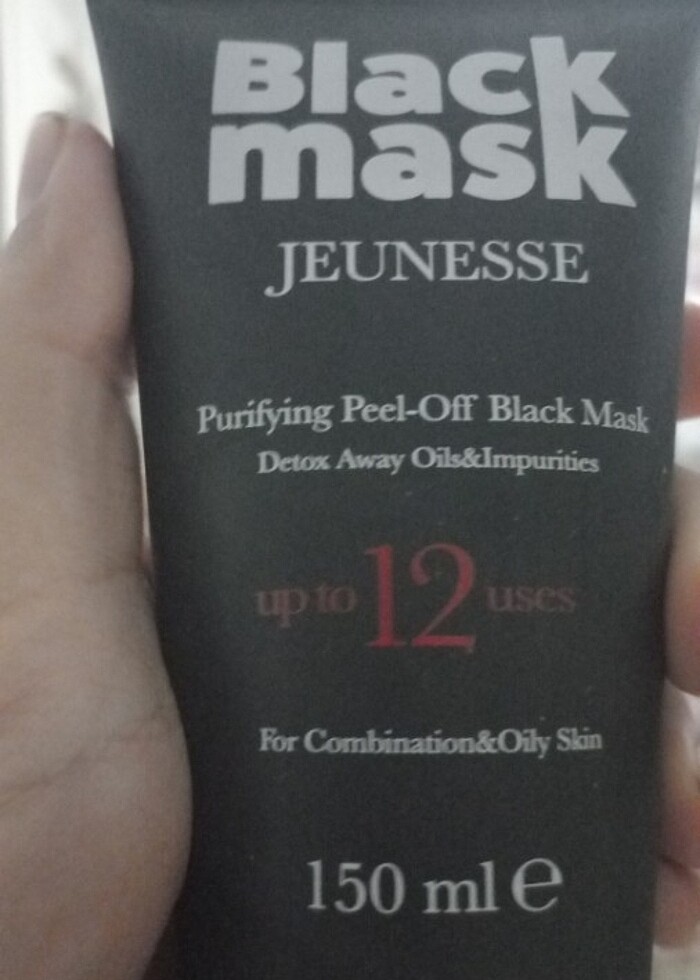 Black
mask
JEUNESSE
Purifying Peel-Off Black Mask
Detox Away Oils&Impurities
up to 12 uses
For Combination&Oily Skin
150 ml e